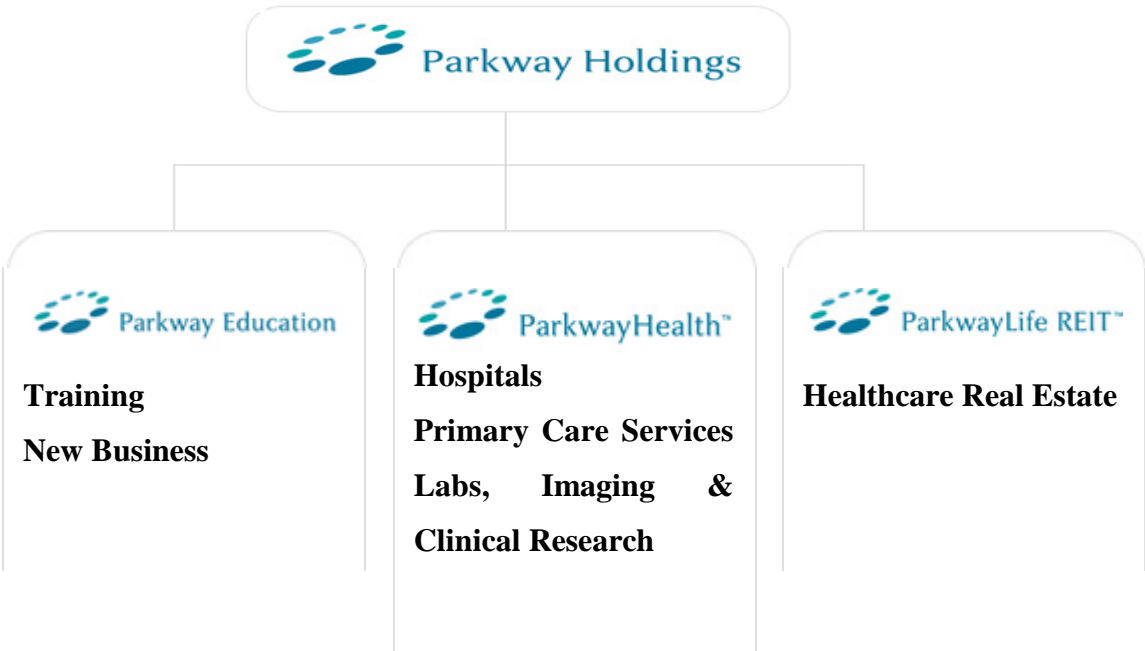 Parkway Holdings
Parkway Education
Training
New Business
ParkwayHealth™
Hospitals
Primary Care Services
Labs, Imaging &
Clinical Research
ParkwayLife REIT™
Healthcare Real Estate